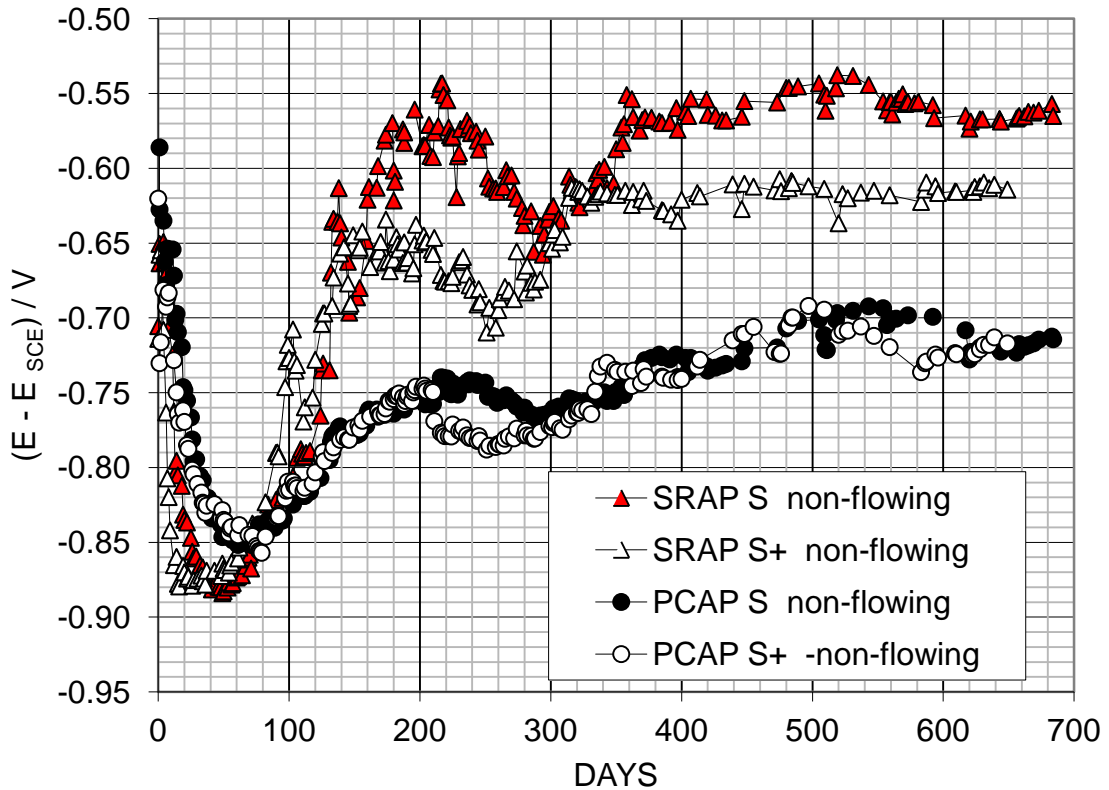 (E - E SCE) / V
-0.50
-0.55
-0.60
-0.65
-0.70
-0.75
-0.80
-0.85
-0.90
-0.95
SRAP S non-flowing
SRAP S+ non-flowing
PCAP S non-flowing
PCAP S+ -non-flowing
0 100 200 300 400 500 600 700
DAYS